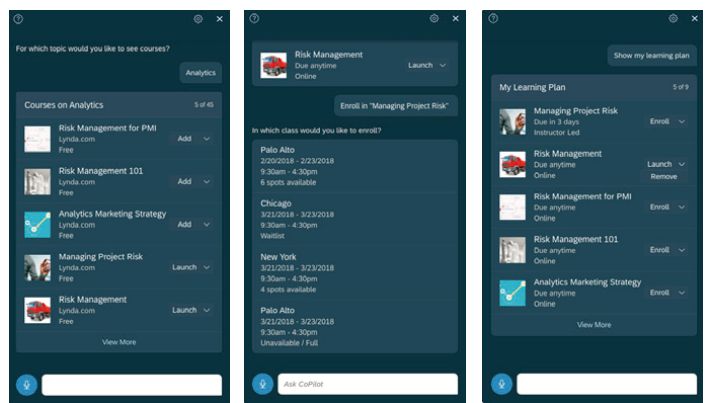 For which topic would you like to see courses?
Analytics
Courses on Analytics
5 of 45
Risk Management for PMI
Lynda.com
Free
Add
Risk Management 101
Lynda.com
Free
Add
Analytics Marketing Strategy
Lynda.com
Free
Add
Managing Project Risk
Lynda.com
Free
Launch
Risk Management
Lynda.com
Free
Launch
View More
Risk Management
Due anytime
Online
Launch
Enroll in "Managing Project Risk"
In which class would you like to enroll?
Palo Alto
2/20/2018 - 2/23/2018
9:30am - 4:30pm
6 spots available
Chicago
3/21/2018 - 3/23/2018
9:30am - 4:30pm
Waitlist
New York
3/21/2018 - 3/23/2018
9:30am - 4:30pm
4 spots available
Palo Alto
3/21/2018 - 3/23/2018
9:30am - 4:30pm
Unavailable / Full
Ask CoPilot
Show my learning plan
My Learning Plan
5 of 9
Managing Project Risk
Due in 3 days
Instructor Led
Enroll
Risk Management
Due anytime
Online
Launch
Remove
Risk Management for PMI
Due anytime
Online
Enroll
Risk Management 101
Due anytime
Online
Enroll
Analytics Marketing Strategy
Due anytime
Online
Enroll
View More